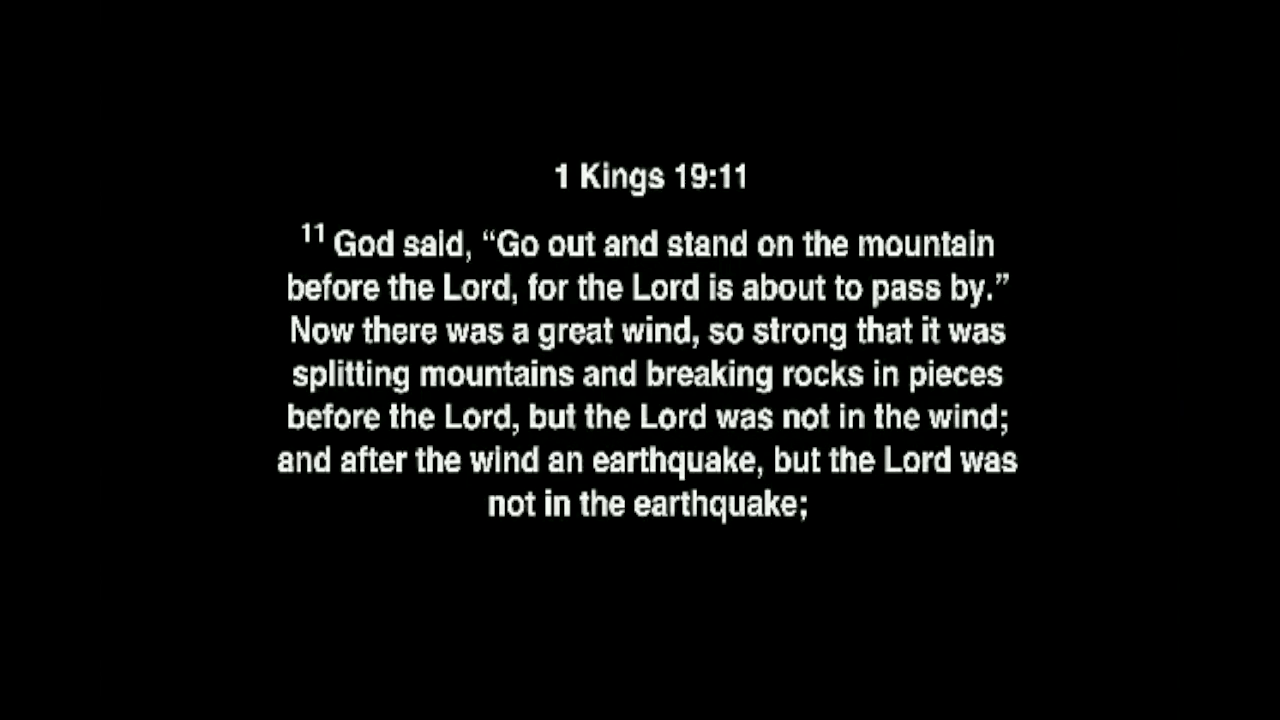 1 Kings 19:11
11 God said, “Go out and stand on the mountain
before the Lord, for the Lord is about to pass by.”
Now there was a great wind, so strong that it was
splitting mountains and breaking rocks in pieces
before the Lord, but the Lord was not in the wind;
and after the wind an earthquake, but the Lord was
not in the earthquake;